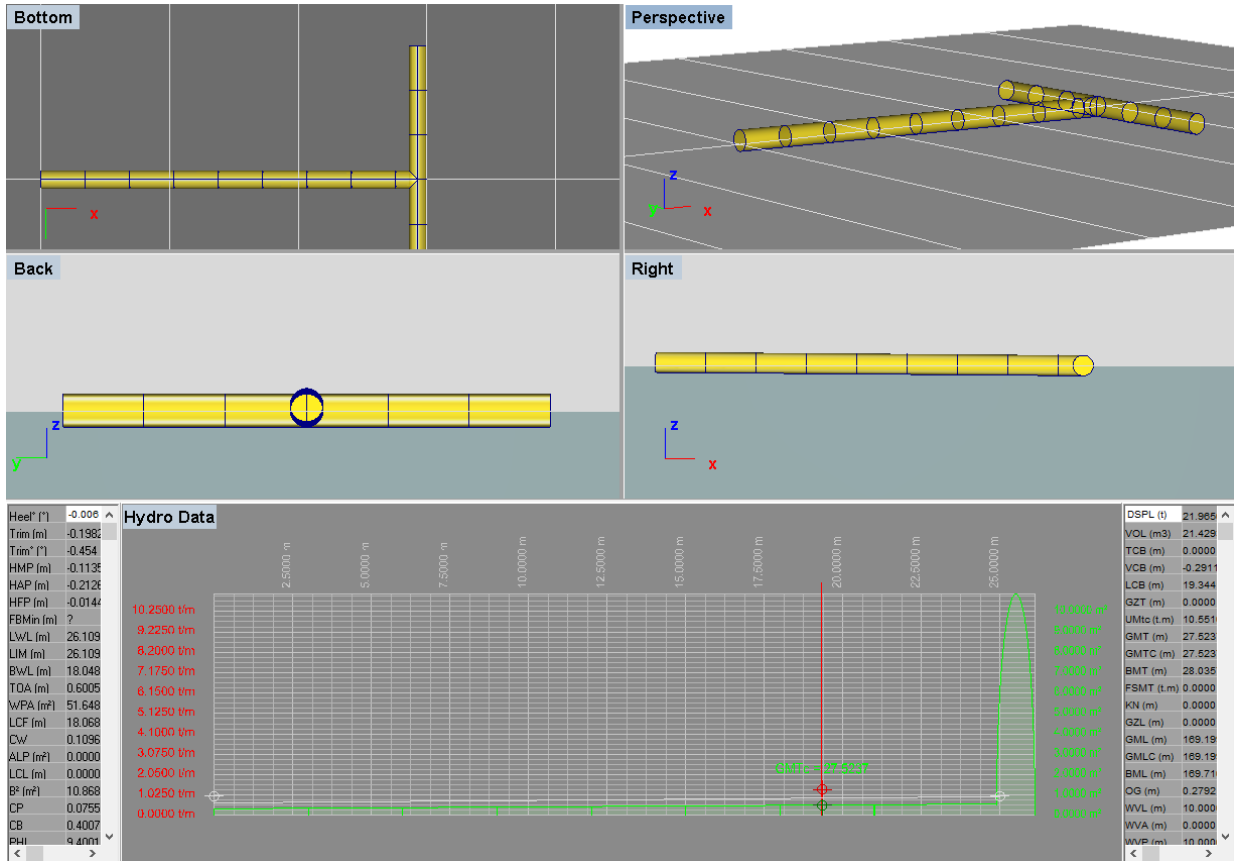 Bottom
x
Perspective
z
y
x
Back
z
y
Right
z
x
Heel° (°) -0.006
Trim (m) -0.1982
Trim° (°) -0.454
HMP (m) -0.1135
HAP (m) -0.2126
HFP (m) -0.0144
FBMin (m) ?
LWL (m) 26.109
LIM (m) 26.109
BWL (m) 18.048
TOA (m) 0.6005
WPA (m²) 51.648
LCF (m) 18.068
CW 0.1096
ALP (m²) 0.0000
LCL (m) 0.0000
B² (m²) 10.868
CP 0.0755
CB 0.4007
PHI 9.4001
Hydro Data
2.5000 m
5.0000 m
7.5000 m
10.0000 m
12.5000 m
15.0000 m
17.5000 m
20.0000 m
22.5000 m
25.0000 m
10.2500 t/m
9.2250 t/m
8.2000 t/m
7.1750 t/m
6.1500 t/m
5.1250 t/m
4.1000 t/m
3.0750 t/m
2.0500 t/m
1.0250 t/m
0.0000 t/m
DSPL (t) 21.965
VOL (m3) 21.429
TCB (m) 0.0000
VCB (m) -0.2911
LCB (m) 19.344
GZT (m) 0.0000
UMtc (t.m) 10.551
GMT (m) 27.523
GMTC (m) 27.523
BMT (m) 28.035
FSMT (t.m) 0.0000
KN (m) 0.0000
GZL (m) 0.0000
GML (m) 169.19
GMLC (m) 169.19
BML (m) 169.71
OG (m) 0.2792
WVL (m) 10.000
WVA (m) 0.0000
WVP (m) 10.000